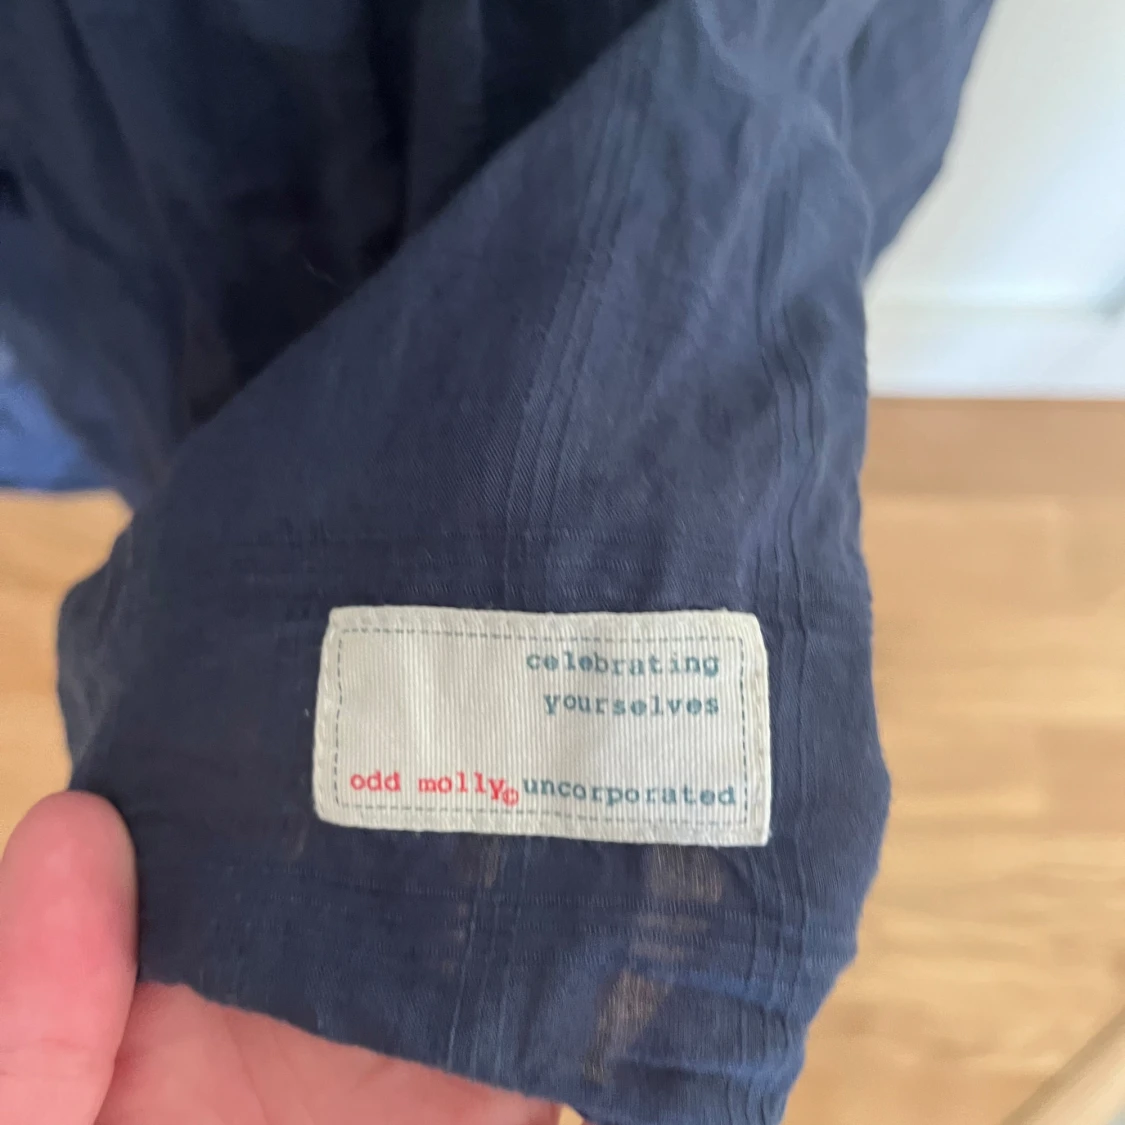 celebrating
yourselves
odd molly© uncorporated